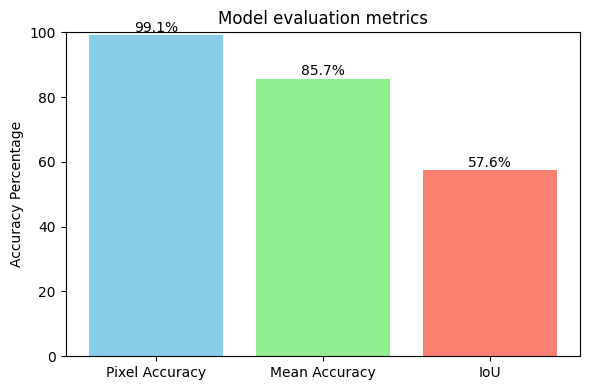 Model evaluation metrics
Accuracy Percentage
100
80
60
40
20
0
99.1%
85.7%
57.6%
Pixel Accuracy
Mean Accuracy
IoU